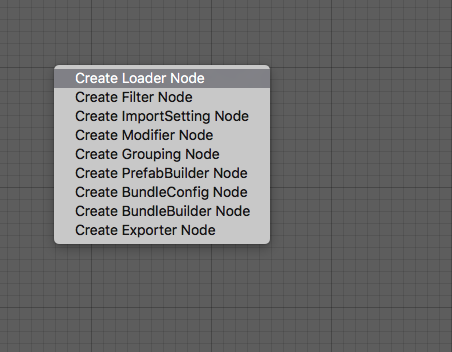 Create Loader Node
Create Filter Node
Create ImportSetting Node
Create Modifier Node
Create Grouping Node
Create PrefabBuilder Node
Create BundleConfig Node
Create BundleBuilder Node
Create Exporter Node